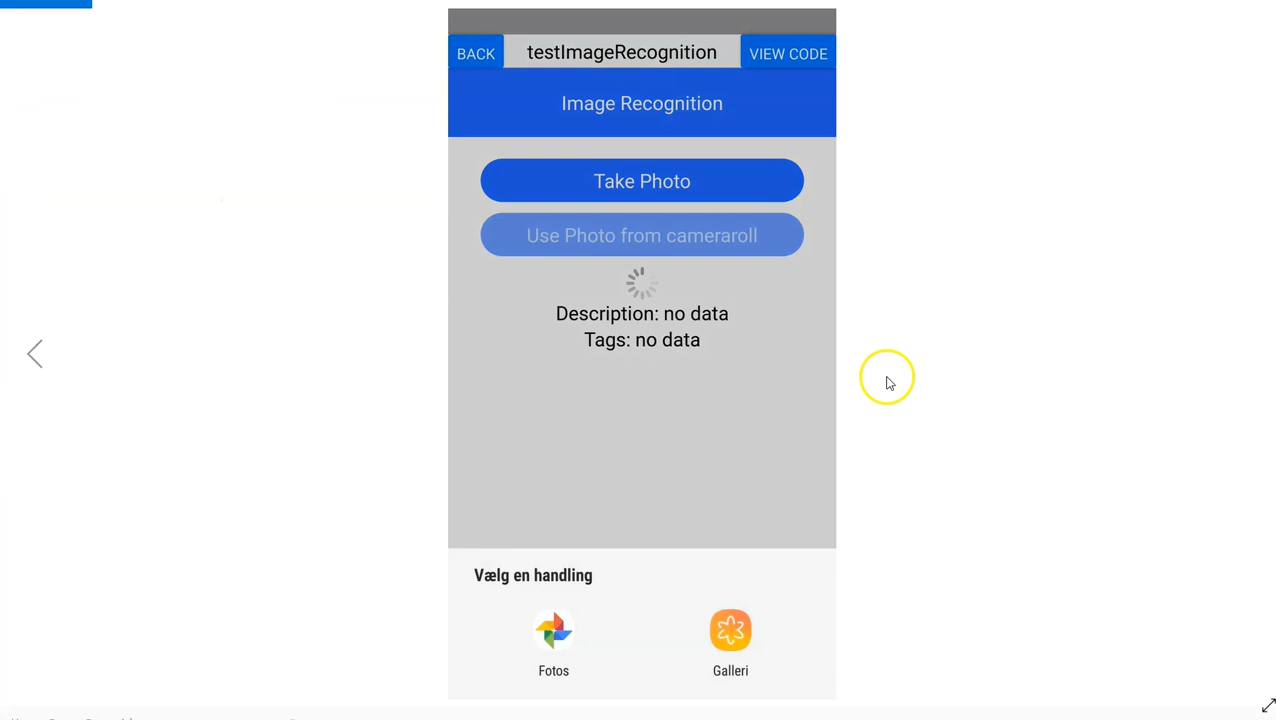 BACK
testImageRecognition
VIEW CODE
Image Recognition
Take Photo
Use Photo from cameraroll
Description: no data
Tags: no data
Vælg en handling
Fotos
Galleri